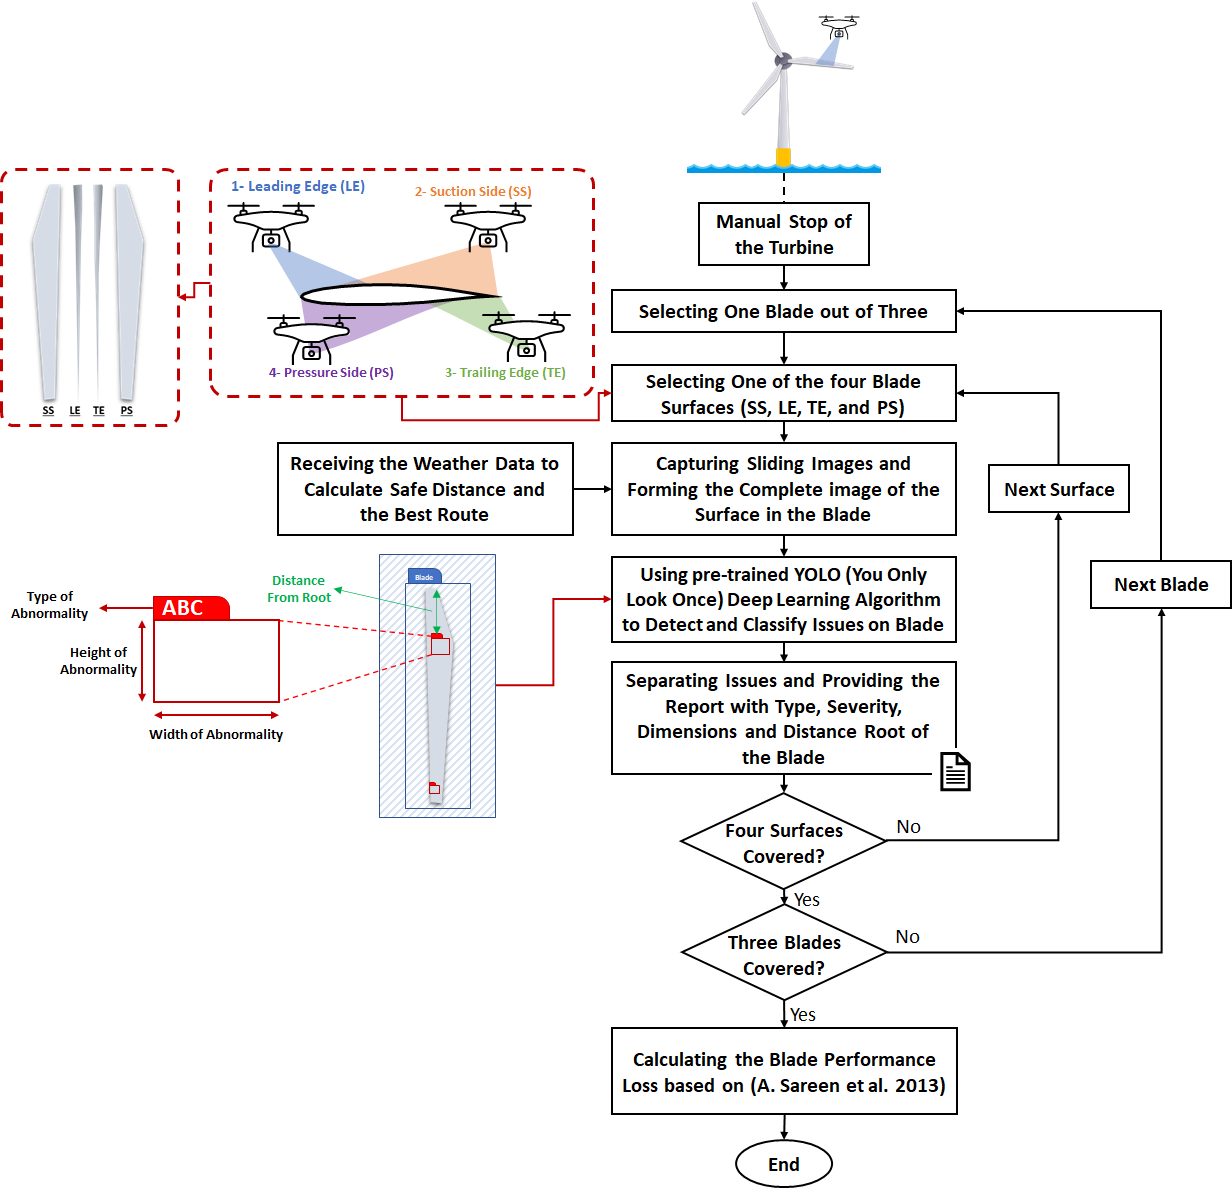 Manual Stop of
the Turbine
1- Leading Edge (LE)
2- Suction Side (SS)
4- Pressure Side (PS)
3- Trailing Edge (TE)
SS LE TE PS
Selecting One Blade out of Three
Selecting One of the four Blade
Surfaces (SS, LE, TE, and PS)
Receiving the Weather Data to
Calculate Safe Distance and
the Best Route
Capturing Sliding Images and
Forming the Complete image of the
Surface in the Blade
Next Surface
Next Blade
Using pre-trained YOLO (You Only
Look Once) Deep Learning Algorithm
to Detect and Classify Issues on Blade
Blade
Distance
From Root
Type of
Abnormality
ABC
Height of
Abnormality
Width of Abnormality
Separating Issues and Providing the
Report with Type, Severity,
Dimensions and Distance Root of
the Blade
Four Surfaces
Covered?
No
Yes
Three Blades
Covered?
No
Yes
Calculating the Blade Performance
Loss based on (A. Sareen et al. 2013)
End